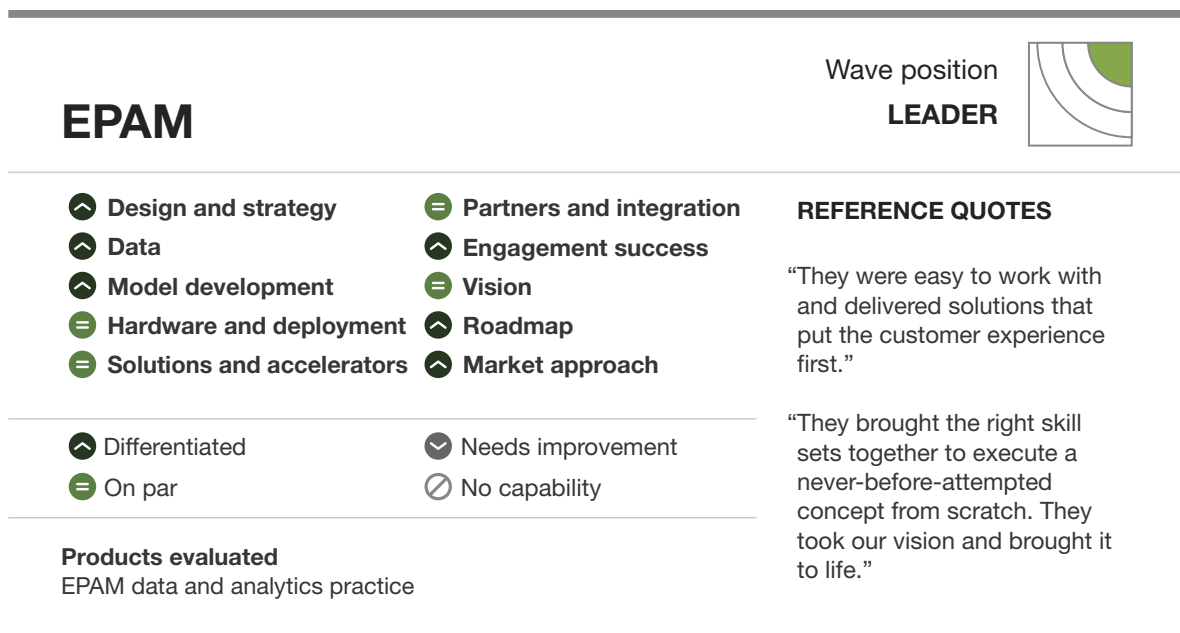 Wave position
LEADER
EPAM
Design and strategy
Data
Model development
Hardware and deployment
Solutions and accelerators
Partners and integration
Engagement success
Vision
Roadmap
Market approach
Differentiated
On par
Needs improvement
No capability
Products evaluated
EPAM data and analytics practice
REFERENCE QUOTES
“They were easy to work with
and delivered solutions that
put the customer experience
first.”
“They brought the right skill
sets together to execute a
never-before-attempted
concept from scratch. They
took our vision and brought it
to life.”